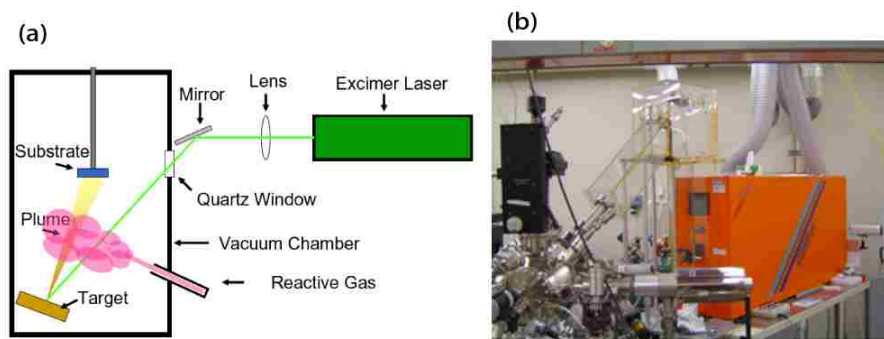 (a)
(b)
Mirror
Lens
Excimer Laser
Substrate
Quartz Window
Plume
Vacuum Chamber
Reactive Gas
Target